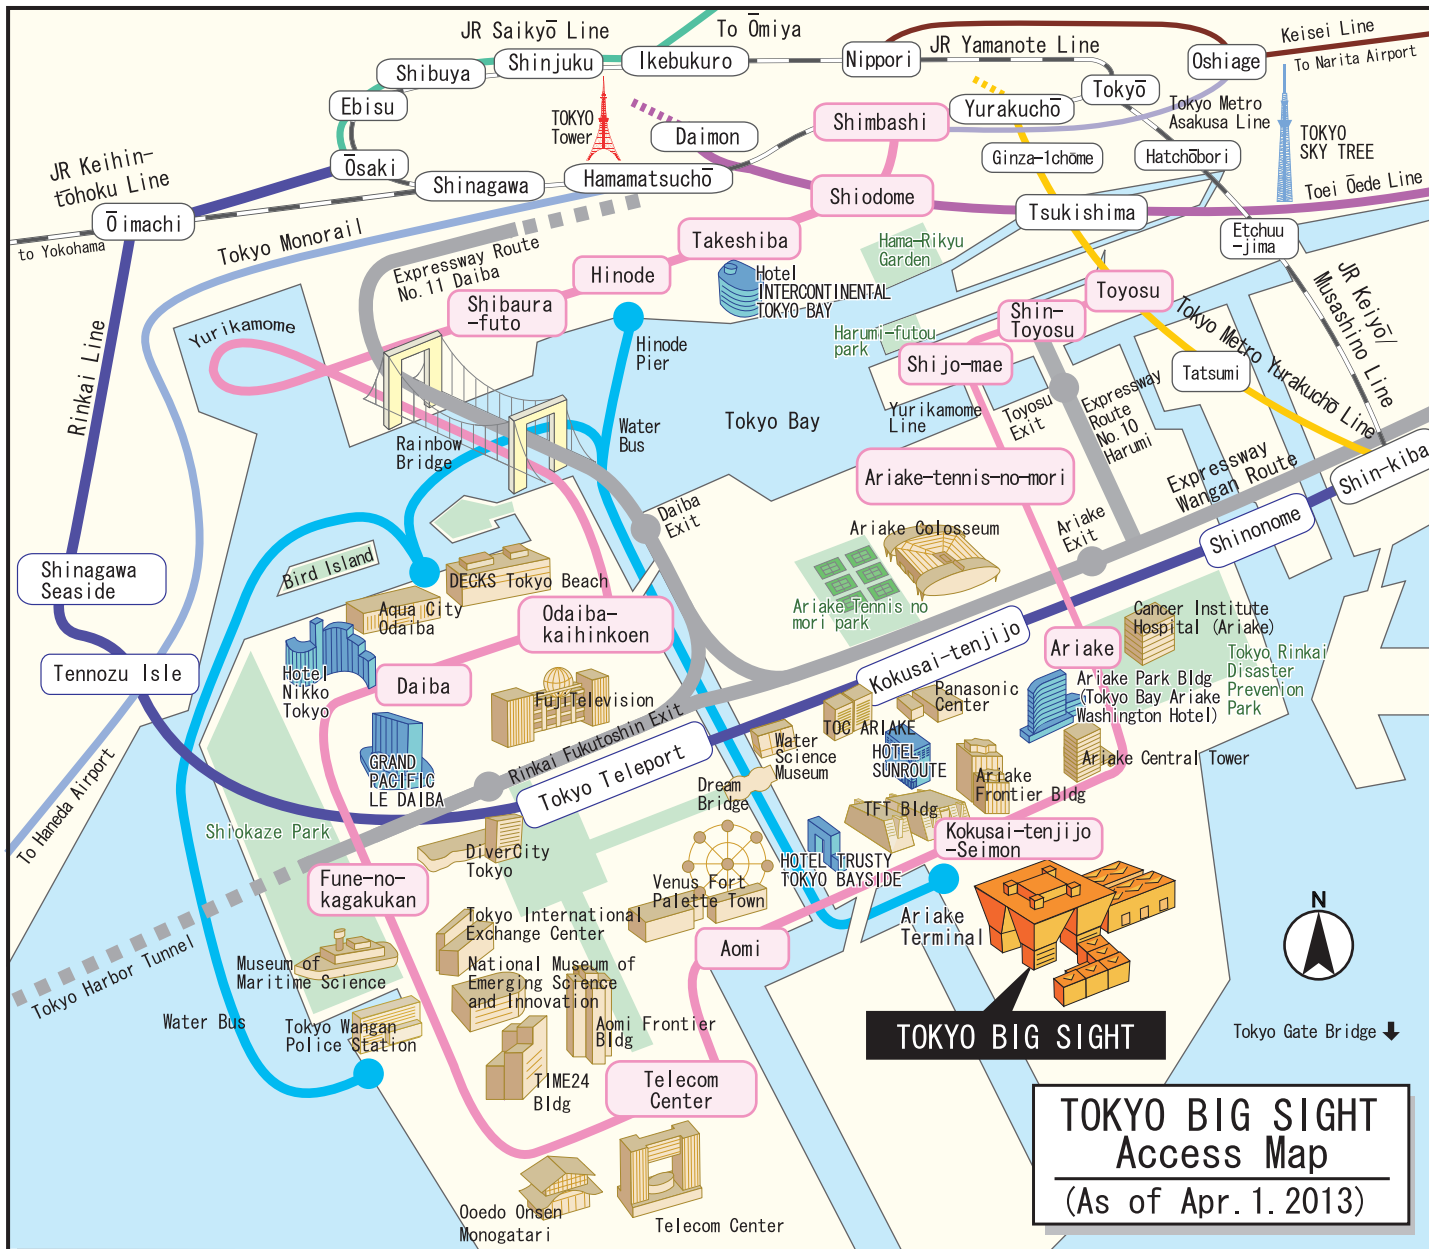 To Ōmiya
JR Saikyō Line
Keisei Line
To Narita Airport
JR Yamanote Line
Shibuya
Shinjuku
Ikebukuro
Nippori
Oshiage
Ebisu
Tokyō
Yurakuchō
Tokyo Metro
Asakusa Line
TOKYO
Tower
Daimon
Shimbashi
TOKYO
SKY TREE
JR Keihin-
tōhoku Line
Ōsaki
Shinagawa
Hamamatsuchō
Ginza-1chōme
Hatchōbori
Shiodome
Tsukishima
Toei Ōede Line
Ōimachi
to Yokohama
Tokyo Monorail
Expressway Route
No.11 Daiba
Takeshiba
Hama-Rikyu
Garden
Etchuu
-jima
Hinode
Hotel
INTERCONTINENTAL
TOKYO BAY
Toyosu
Shibaura
-futo
Shin-
Toyosu
JR Keiyō/
Musashino Line
Yurikamome
Hinode
Pier
Harumi-futou
park
Shijo-mae
Tokyo Metro Yurakuchō Line
Tatsumi
Rinkai Line
Rainbow
Bridge
Water
Bus
Tokyo Bay
Yurikamome
Line
Toyosu
Exit
Expressway
Route
No.10
Harumi
Ariake-tennis-no-mori
Expressway
Wangan Route
Shin-kiba
Daiba
Exit
Ariake Colosseum
Ariake
Exit
Shinonome
Bird Island
DECKS Tokyo Beach
Shinagawa
Seaside
Aqua City
Odaiba
Odaiba-
kaihinkoen
Ariake Tennis no
mori park
Cancer Institute
Hospital (Ariake)
Tennozu Isle
Hotel
Nikko
Tokyo
Daiba
FujiTelevision
Kokusai-tenjijo
Ariake
Tokyo Rinkai
Disaster
Prevenion
Park
Panasonic
Center
Ariake Park Bldg
(Tokyo Bay Ariake
Washington Hotel)
TOC ARIAKE
Rinkai Fukutoshin Exit
Tokyo Teleport
Water
Science
Museum
HOTEL
SUNROUTE
Ariake Central Tower
GRAND
PACIFIC
LE DAIBA
Dream
Bridge
Ariake
Frontier Bldg
TFT Bldg
To Haneda Airport
Shiokaze Park
DiverCity
Tokyo
Kokusai-tenjijo
-Seimon
HOTEL TRUSTY
TOKYO BAYSIDE
Fune-no-
kagakukan
Venus Fort
Palette Town
Tokyo International
Exchange Center
Ariake
Terminal
N
Aomi
Tokyo Harbor Tunnel
Museum of
Maritime Science
National Museum of
Emerging Science
and Innovation
Water Bus
Tokyo Wangan
Police Station
Aomi Frontier
Bldg
TOKYO BIG SIGHT
Tokyo Gate Bridge
TIME24
Bldg
Telecom
Center
TOKYO BIG SIGHT
Access Map
(As of Apr.1.2013)
Ooedo Onsen
Monogatari
Telecom Center